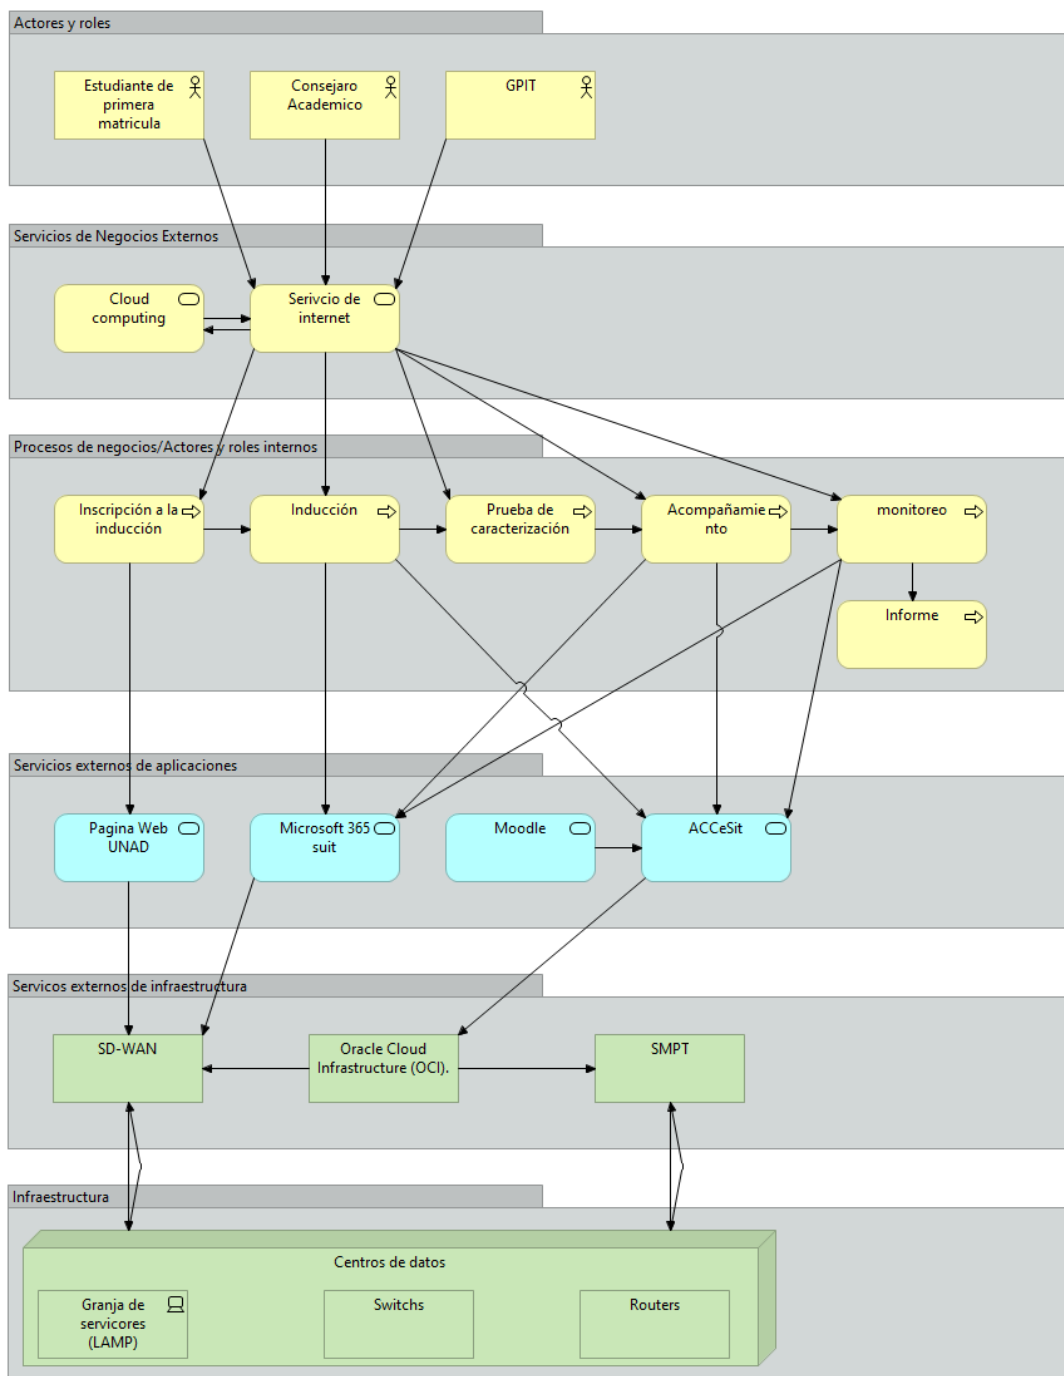 Actores y roles
Estudiante de
primera
matricula
Consejaro
Academico
GPIT
Servicios de Negocios Externos
Cloud
computing
Serivcio de
internet
Procesos de negocios/Actores y roles internos
Inscripción a la
inducción
Inducción
Prueba de
caracterización
Acompañamie
nto
monitoreo
Informe
Servicios externos de aplicaciones
Pagina Web
UNAD
Microsoft 365
suit
Moodle
ACCeSit
Servicos externos de infraestructura
SD-WAN
Oracle Cloud
Infrastructure (OCI).
SMPT
Infraestructura
Centros de datos
Granja de
servicores
(LAMP)
Switchs
Routers